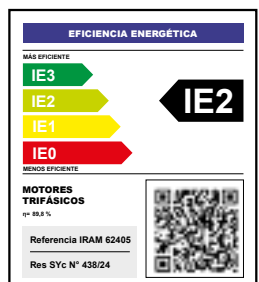 EFICIENCIA ENERGÉTICA
MÁS EFICIENTE
IE3
IE2
IE1
IE0
IE2
MENOS EFICIENTE
MOTORES
TRIFÁSICOS
η= 89,8 %
Referencia IRAM 62405
Res SYc N° 438/24